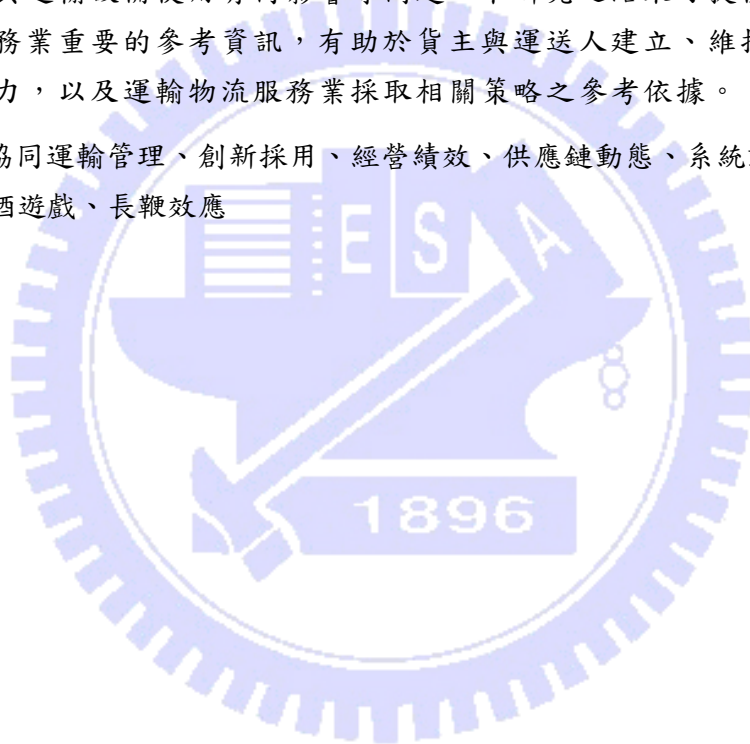 務業重要的參考資訊，有助於貨主與運送人建立、維
力，以及運輸物流服務業採取相關策略之參考依據。
協同運輸管理、創新採用、經營績效、供應鏈動態、系統
酒遊戲、長鞭效應
E S A
1896